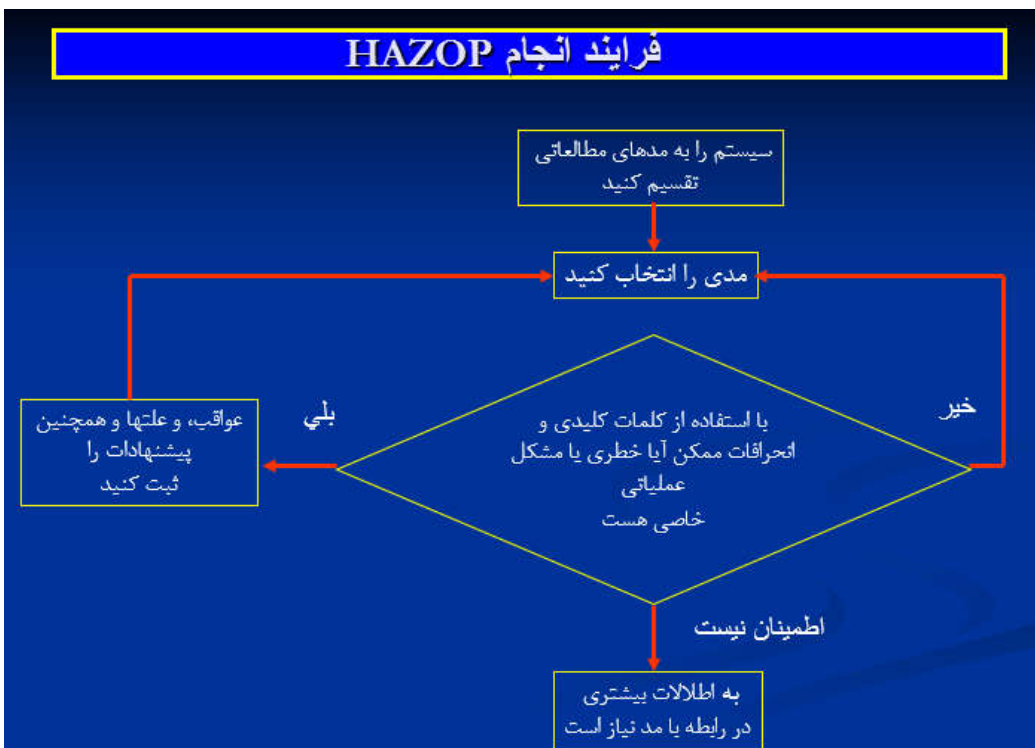 فرایند انجام HAZOP
سیستم را به مدهای مطالعاتی
تقسیم کنید
مدی را انتخاب کنید
با استفاده از کلمات کلیدی و
انحرافات ممکن آیا خطری یا مشکل
عملیاتی
خاصی هست
خیر
بلي
عواقب، و علتها و همچنین
پیشنهادات را
ثبت کنید
اطمینان نیست
به اطلالات بیشتری
در رابطه با مد نیاز است